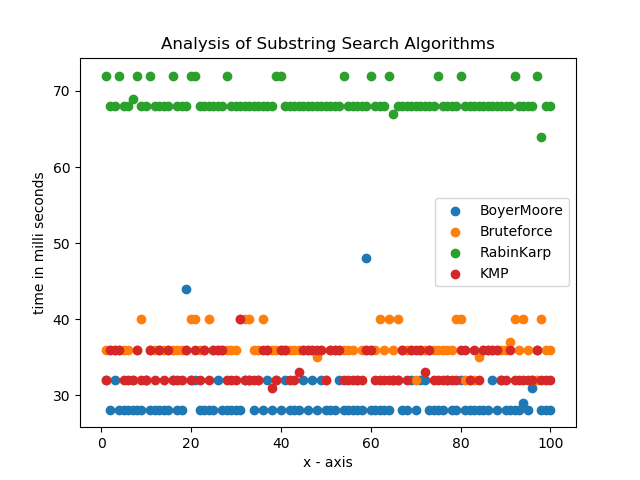 Analysis of Substring Search Algorithms
time in milli seconds
70
60
50
40
30
BoyerMoore
Bruteforce
RabinKarp
KMP
0 20 40 60 80 100
x - axis